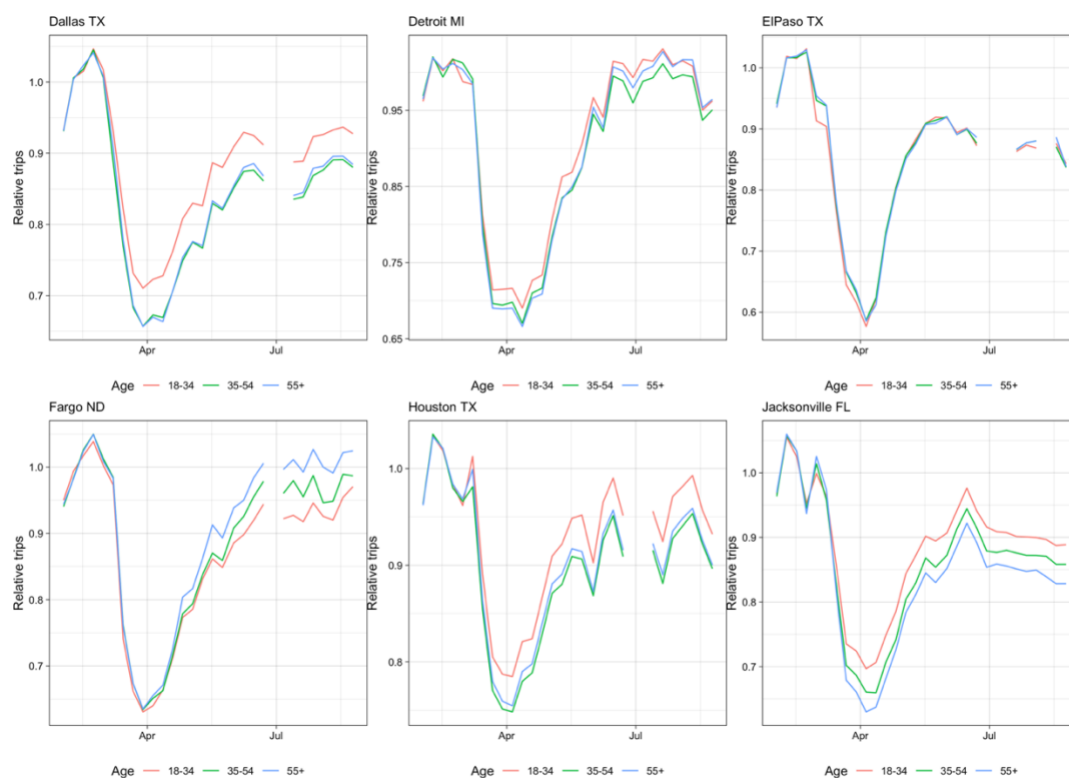 Dallas TX
Relative trips
1.0
0.9
0.8
0.7
Apr
Jul
Age 18-34 35-54 55+
Detroit MI
Relative trips
0.95
0.85
0.75
0.65
Apr
Jul
Age 18-34 35-54 55+
ElPaso TX
Relative trips
1.0
0.9
0.8
0.7
0.6
Apr
Jul
Age 18-34 35-54 55+
Fargo ND
Relative trips
1.0
0.9
0.8
0.7
Apr
Jul
Age 18-34 35-54 55+
Houston TX
Relative trips
1.0
0.9
0.8
Apr
Jul
Age 18-34 35-54 55+
Jacksonville FL
Relative trips
1.0
0.9
0.8
0.7
Apr
Jul
Age 18-34 35-54 55+